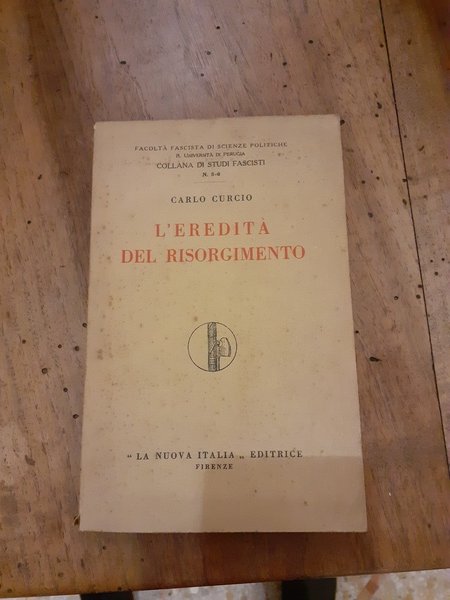 FACOLTÀ FASCISTA DI SCIENZE POLITICHE
R. UNIVERSITÀ DI PERUGIA
COLLANA DI STUDI FASCISTI
N. 5-6
CARLO CURCIO
L'EREDITÀ
DEL RISORGIMENTO
"LA NUOVA ITALIA„ EDITRICE
FIRENZE